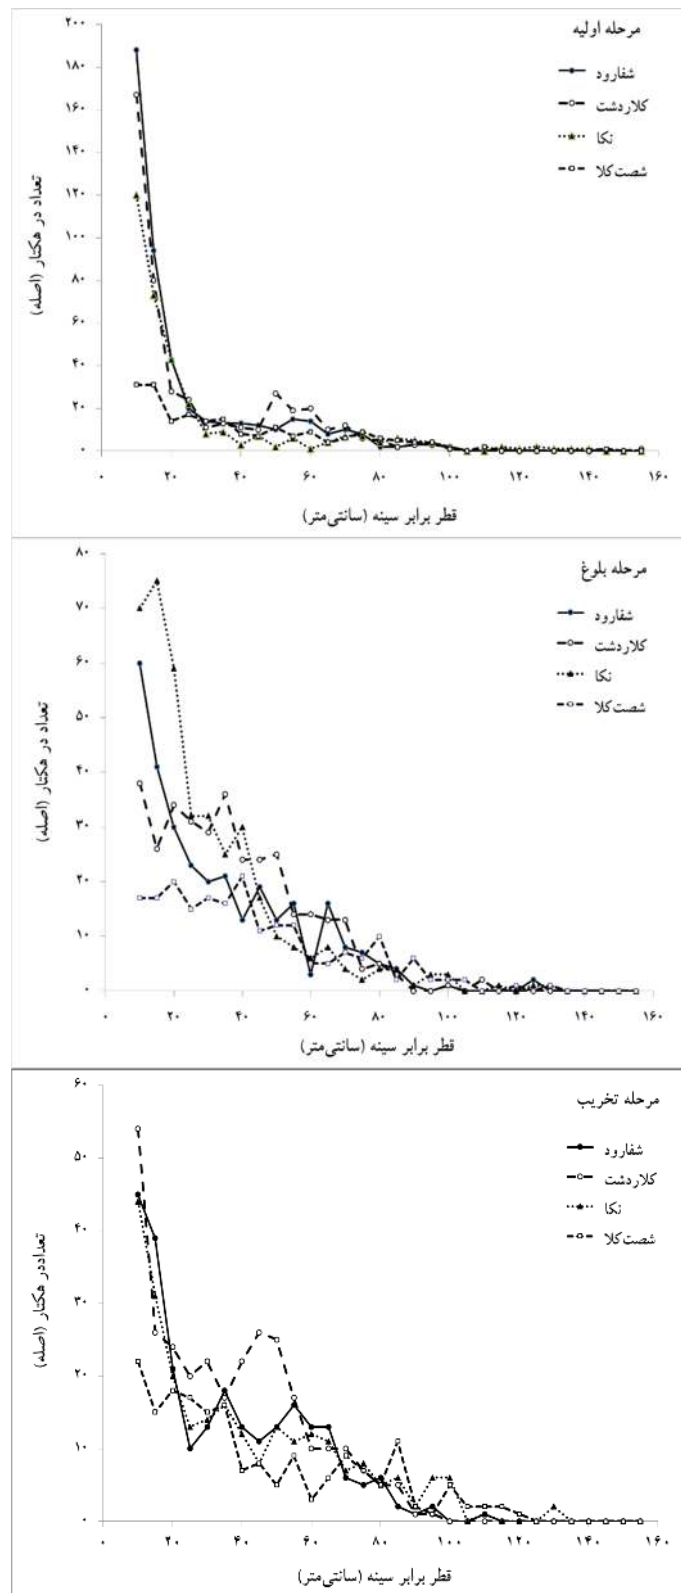 مرحله اولیه
شفارود
کلاردشت
نکا
شصت‌کلا
تعداد در هکتار (اصله)
۲۰۰
۱۸۰
۱۶۰
۱۴۰
۱۲۰
۱۰۰
۸۰
۶۰
۴۰
۲۰
۰
۰ ۲۰ ۴۰ ۶۰ ۸۰ ۱۰۰ ۱۲۰ ۱۴۰ ۱۶۰
قطر برابر سینه (سانتی‌متر)
مرحله بلوغ
شفارود
کلاردشت
نکا
شصت‌کلا
تعداد در هکتار (اصله)
۸۰
۷۰
۶۰
۵۰
۴۰
۳۰
۲۰
۱۰
۰
۰ ۲۰ ۴۰ ۶۰ ۸۰ ۱۰۰ ۱۲۰ ۱۴۰ ۱۶۰
قطر برابر سینه (سانتی‌متر)
مرحله تخریب
شفارود
کلاردشت
نکا
شصت‌کلا
تعداددر هکتار (اصله)
۶۰
۵۰
۴۰
۳۰
۲۰
۱۰
۰
۰ ۲۰ ۴۰ ۶۰ ۸۰ ۱۰۰ ۱۲۰ ۱۴۰ ۱۶۰
قطر برابر سینه (سانتی‌متر)